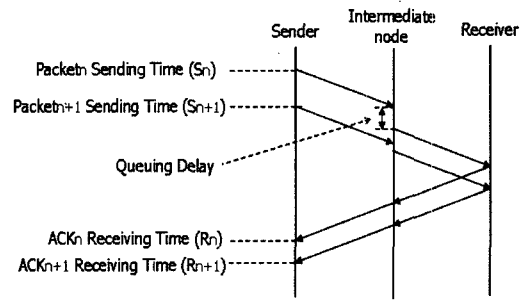 Sender
Intermediate
node
Receiver
Packetn Sending Time (Sn)
Packetn+1 Sending Time (Sn+1)
Queuing Delay
ACKn Receiving Time (Rn)
ACKn+1 Receiving Time (Rn+1)